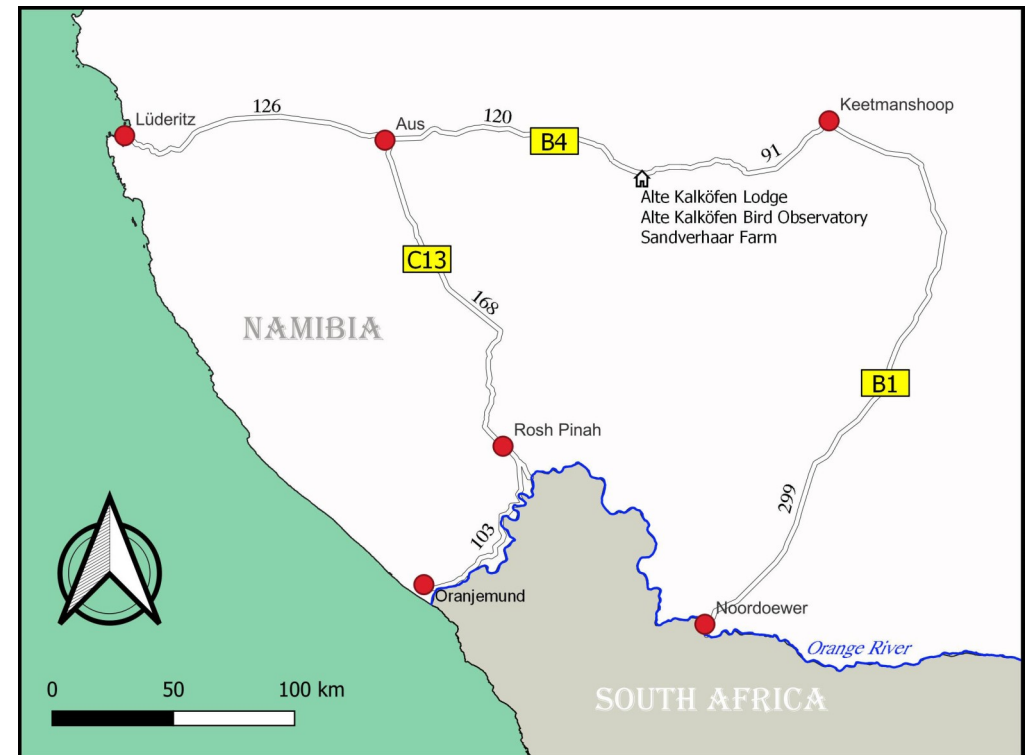 126
Lüderitz
Aus
120
B4
91
Keetmanshoop
Alte Kalköfen Lodge
Alte Kalköfen Bird Observatory
Sandverhaar Farm
C13
168
NAMIBIA
B1
Rosh Pinah
299
103
Oranjemund
Noordoewer
Orange River
0 50 100 km
SOUTH AFRICA